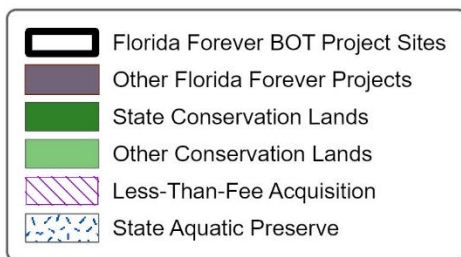 Florida Forever BOT Project Sites
Other Florida Forever Projects
State Conservation Lands
Other Conservation Lands
Less-Than-Fee Acquisition
State Aquatic Preserve